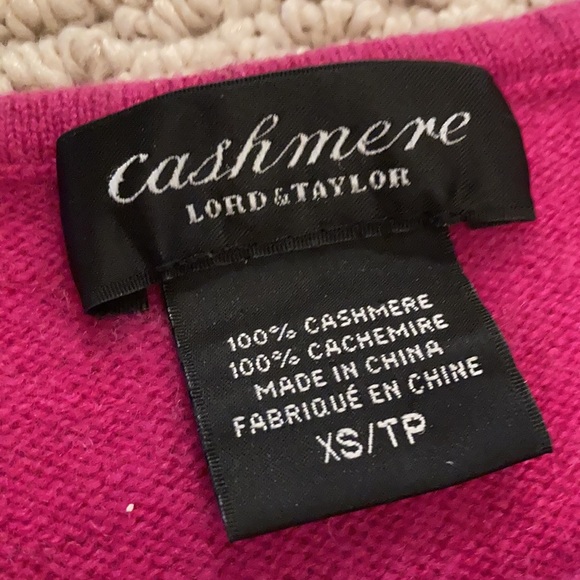 cashmere
LORD & TAYLOR
100% CASHMERE
100% CACHEMIRE
MADE IN CHINA
FABRIQUÉ EN CHINE
XS/TP